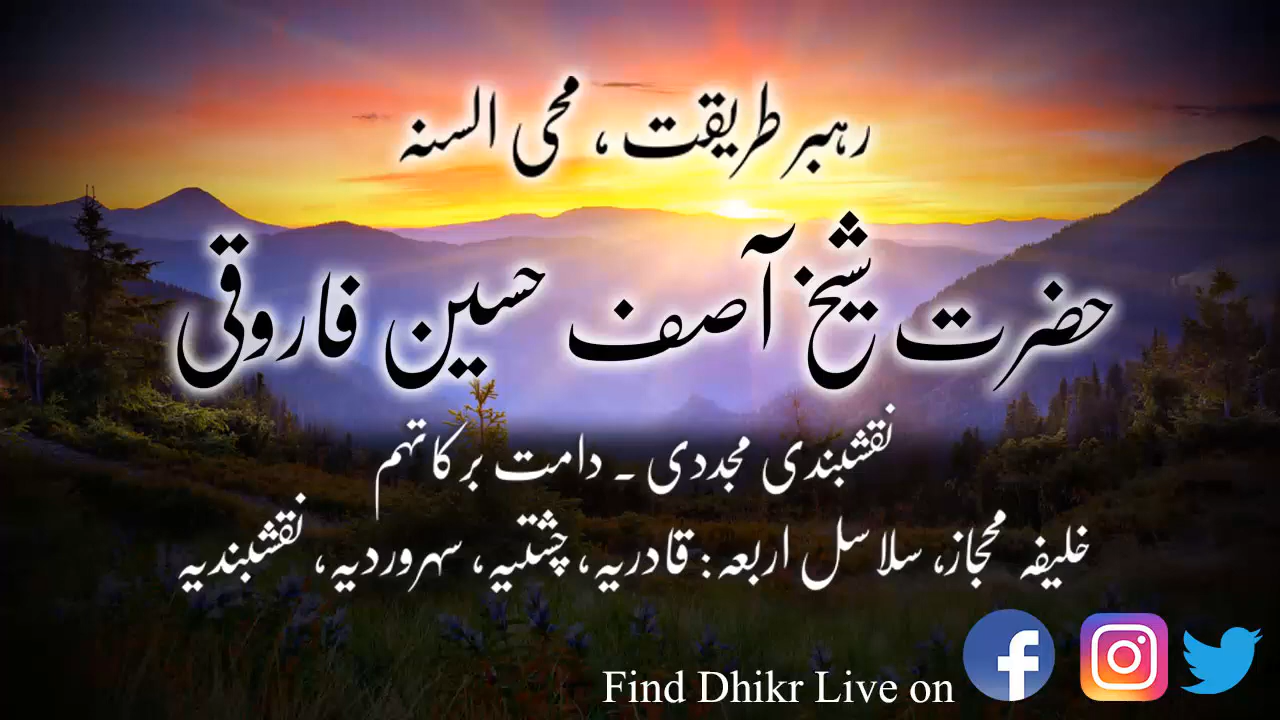 رہبر طریقت ، محی السنہ
حضرت شیخ آصف حسین فاروقی
نقشبندی مجددی ۔ دامت برکاتہم
خلیفہ مجاز، سلاسل اربعہ: قادریہ، چشتیہ، سہروردیہ، نقشبندیہ
Find Dhikr Live on